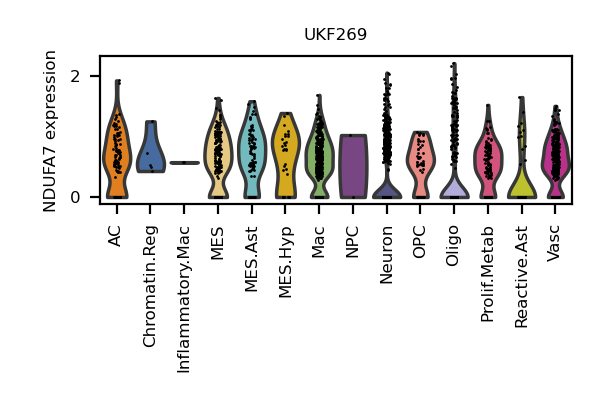 UKF269
NDUFA7 expression
2
0
AC
Chromatin.Reg
Inflammatory.Mac
MES
MES.Ast
MES.Hyp
Mac
NPC
Neuron
OPC
Oligo
Prolif.Metab
Reactive.Ast
Vasc